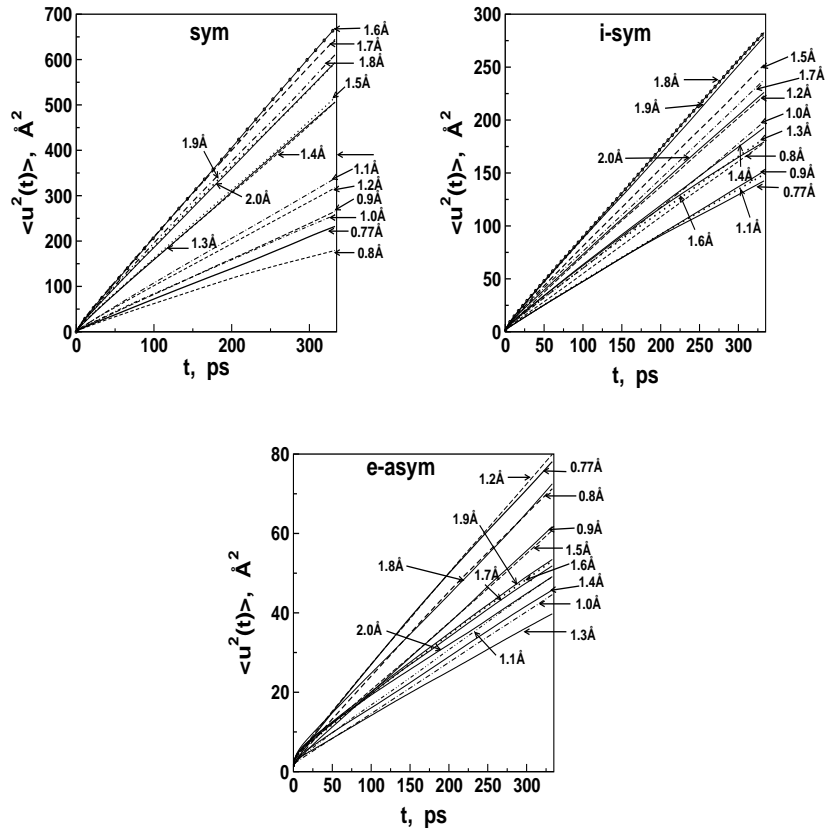 sym
<u²(t)>, Å²
700
600
500
400
300
200
100
0
0
100
200
300
t, ps
1.6Å
1.7Å
1.8Å
1.5Å
1.9Å
1.4Å
2.0Å
1.3Å
1.1Å
1.2Å
0.9Å
1.0Å
0.77Å
0.8Å
i-sym
<u²(t)>, Å²
300
250
200
150
100
50
0
0
50
100
150
200
250
300
t, ps
1.5Å
1.8Å
1.7Å
1.2Å
1.9Å
1.0Å
1.3Å
2.0Å
0.8Å
1.4Å
0.9Å
0.77Å
1.6Å
1.1Å
e-asym
<u²(t)>, Å²
80
60
40
20
0
0
50
100
150
200
250
300
t, ps
1.2Å
0.77Å
0.8Å
1.9Å
0.9Å
1.5Å
1.8Å
1.7Å
1.6Å
1.4Å
1.0Å
2.0Å
1.1Å
1.3Å